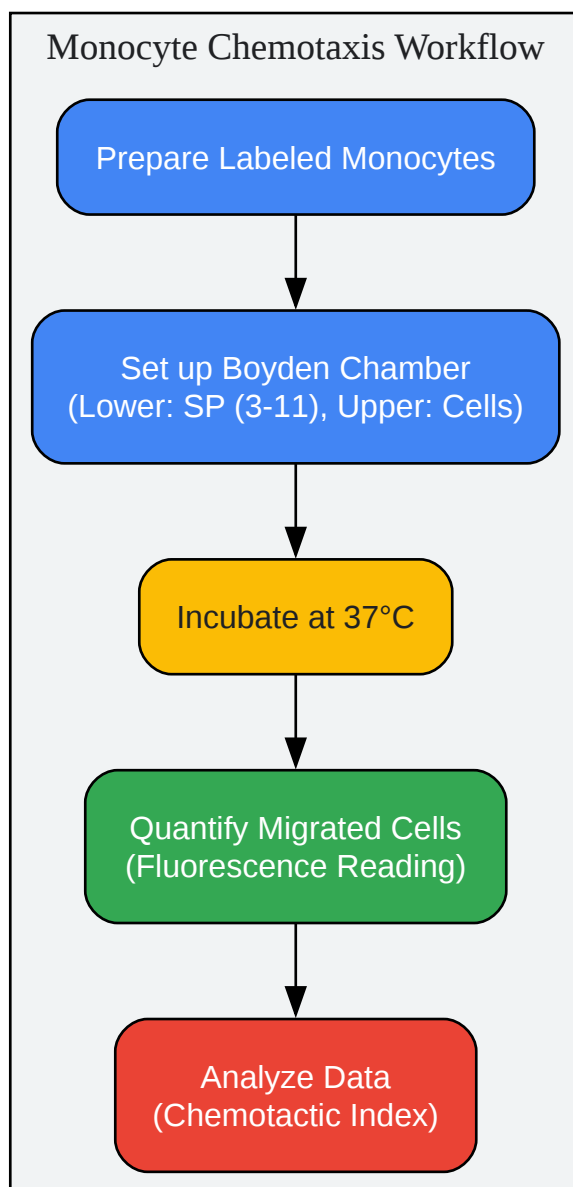 Monocyte Chemotaxis Workflow
Prepare Labeled Monocytes
Set up Boyden Chamber
(Lower: SP (3-11), Upper: Cells)
Incubate at 37°C
Quantify Migrated Cells
(Fluorescence Reading)
Analyze Data
(Chemotactic Index)